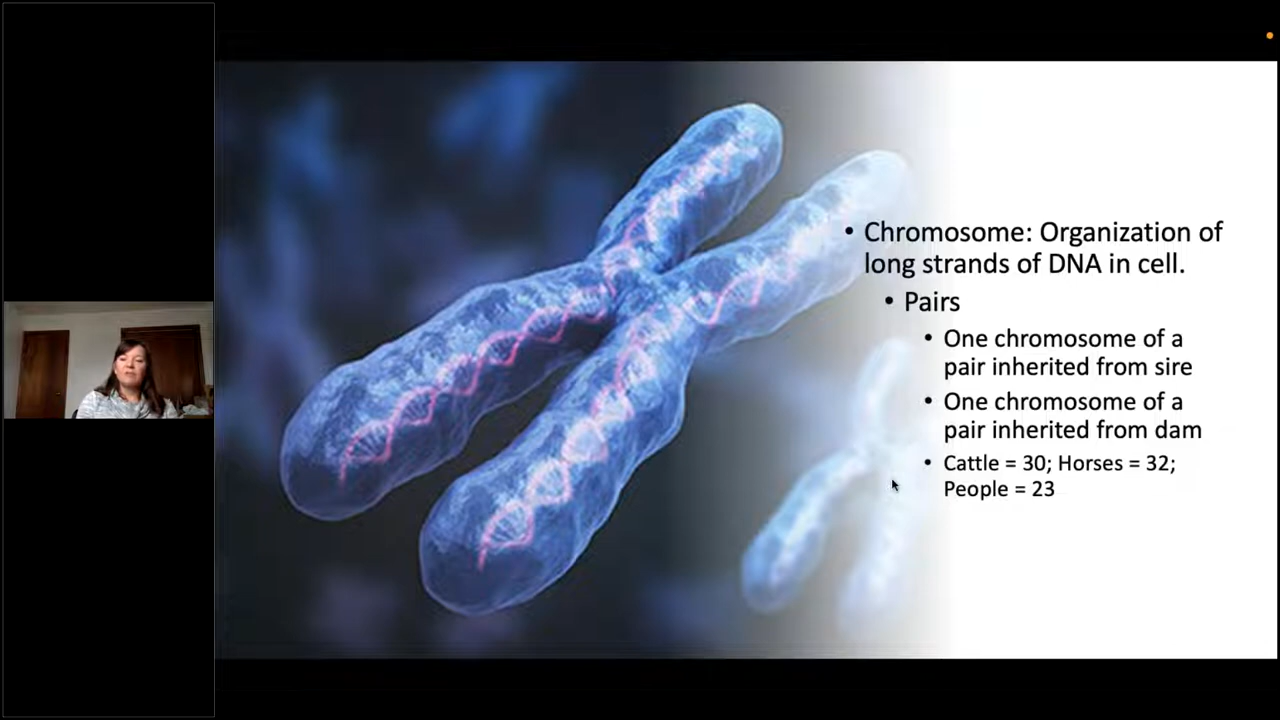 • Chromosome: Organization of
long strands of DNA in cell.
• Pairs
• One chromosome of a
pair inherited from sire
• One chromosome of a
pair inherited from dam
• Cattle = 30; Horses = 32;
People = 23